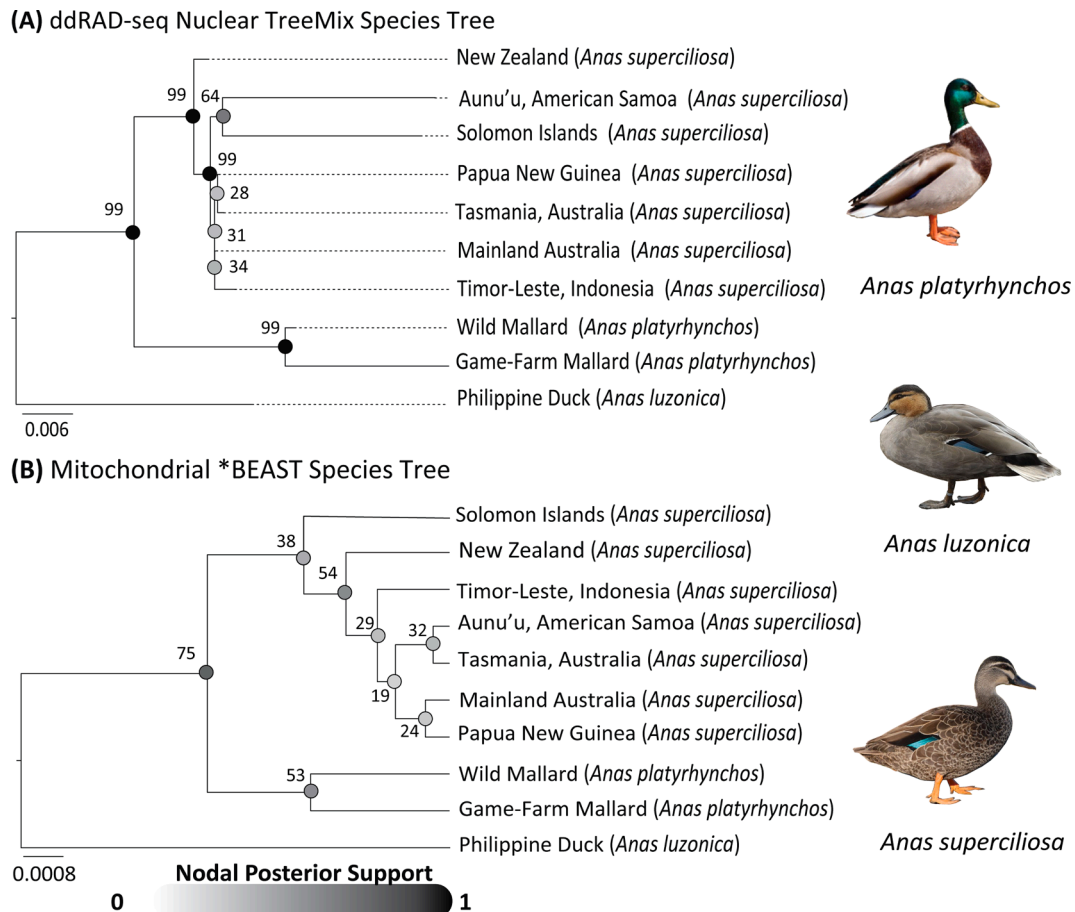 (A) ddRAD-seq Nuclear TreeMix Species Tree
New Zealand (Anas superciliosa)
99
64
Aunu’u, American Samoa (Anas superciliosa)
Solomon Islands (Anas superciliosa)
99
Papua New Guinea (Anas superciliosa)
28
99
Tasmania, Australia (Anas superciliosa)
31
Mainland Australia (Anas superciliosa)
34
Timor-Leste, Indonesia (Anas superciliosa)
Anas platyrhynchos
99
Wild Mallard (Anas platyrhynchos)
Game-Farm Mallard (Anas platyrhynchos)
Philippine Duck (Anas luzonica)
0.006
(B) Mitochondrial *BEAST Species Tree
Solomon Islands (Anas superciliosa)
38
New Zealand (Anas superciliosa)
Anas luzonica
54
Timor-Leste, Indonesia (Anas superciliosa)
29
32
Aunu’u, American Samoa (Anas superciliosa)
75
Tasmania, Australia (Anas superciliosa)
19
Mainland Australia (Anas superciliosa)
24
Papua New Guinea (Anas superciliosa)
53
Wild Mallard (Anas platyrhynchos)
Game-Farm Mallard (Anas platyrhynchos)
Anas superciliosa
Philippine Duck (Anas luzonica)
0.0008
Nodal Posterior Support
0
1